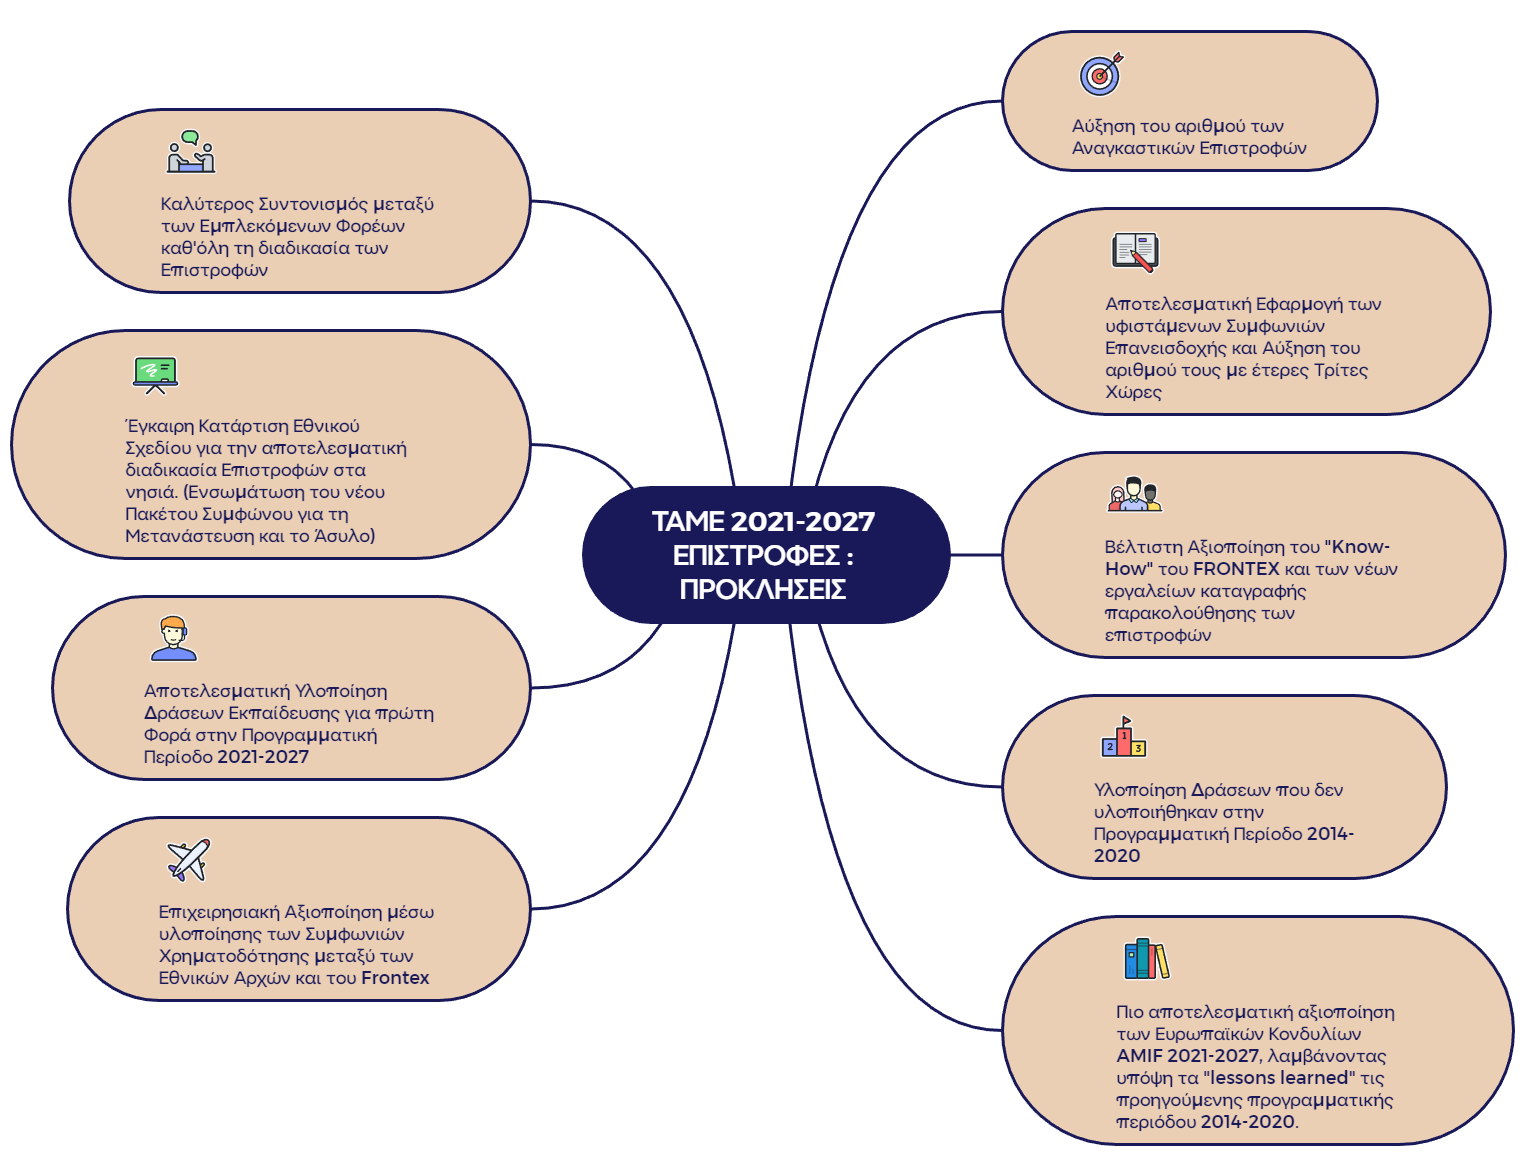 ΤΑΜΕ 2021-2027
ΕΠΙΣΤΡΟΦΕΣ :
ΠΡΟΚΛΗΣΕΙΣ
Αύξηση του αριθμού των
Αναγκαστικών Επιστροφών
Αποτελεσματική Εφαρμογή των
υφιστάμενων Συμφωνιών
Επανεισδοχής και Αύξηση του
αριθμού τους με έτερες Τρίτες
Χώρες
Βέλτιστη Αξιοποίηση του "Know-
How" του FRONTEX και των νέων
εργαλείων καταγραφής
παρακολούθησης των
επιστροφών
Υλοποίηση Δράσεων που δεν
υλοποιήθηκαν στην
Προγραμματική Περίοδο 2014-
2020
2
1
3
Πιο αποτελεσματική αξιοποίηση
των Ευρωπαϊκών Κονδυλίων
AMIF 2021-2027, λαμβάνοντας
υπόψη τα "lessons learned" τις
προηγούμενης προγραμματικής
περιόδου 2014-2020.
Καλύτερος Συντονισμός μεταξύ
των Εμπλεκόμενων Φορέων
καθ'όλη τη διαδικασία των
Επιστροφών
Έγκαιρη Κατάρτιση Εθνικού
Σχεδίου για την αποτελεσματική
διαδικασία Επιστροφών στα
νησιά. (Ενσωμάτωση του νέου
Πακέτου Συμφώνου για τη
Μετανάστευση και το Άσυλο)
Αποτελεσματική Υλοποίηση
Δράσεων Εκπαίδευσης για πρώτη
Φορά στην Προγραμματική
Περίοδο 2021-2027
Επιχειρησιακή Αξιοποίηση μέσω
υλοποίησης των Συμφωνιών
Χρηματοδότησης μεταξύ των
Εθνικών Αρχών και του Frontex